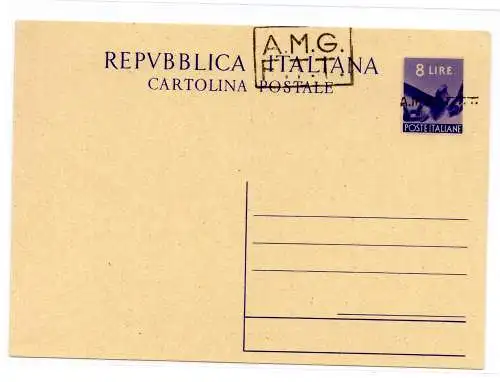 A.M.G.
F.....T.
REPVBBLICA ITALIANA
CARTOLINA POSTALE
8 LIRE
POSTE ITALIANE